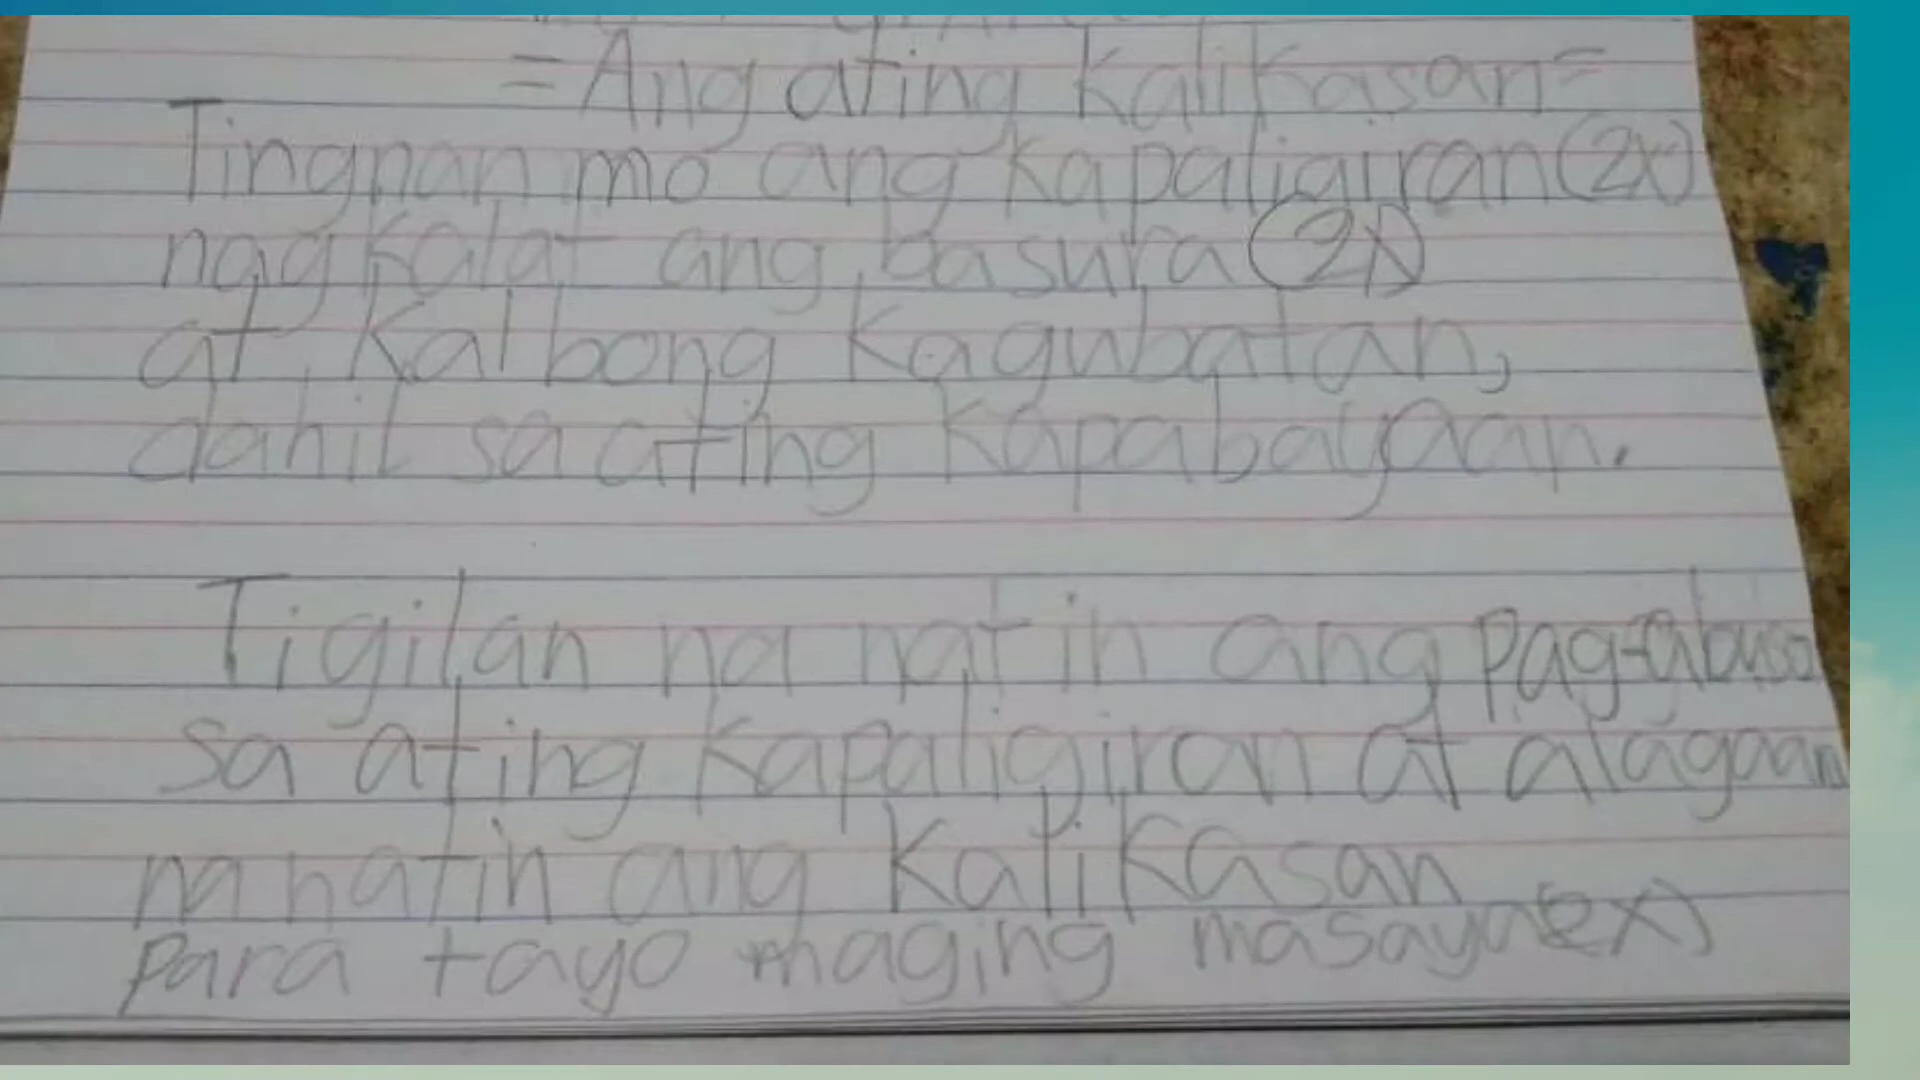 =Ang ating Kalikasan=
Tingnan mo ang Kapaligiran (2x)
nagkalat ang basura (2x)
at Kalbong Kagubatan,
dahil sa ating Kapabayaan.
Tigilan na natin ang pag-abuso
sa ating Kapaligiran at alagaan
na natin ang Kalikasan
para tayo maging masaya (2x)